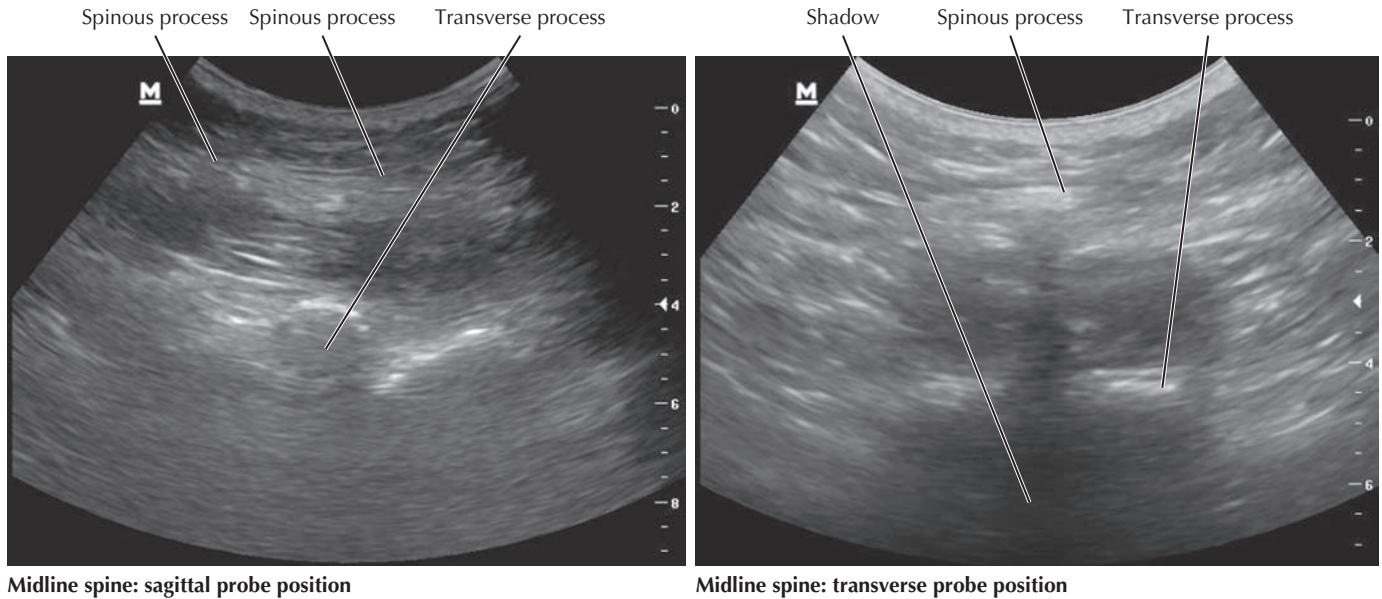 Spinous process Spinous process Transverse process
M
0
2
4
6
8
Midline spine: sagittal probe position
Shadow Spinous process Transverse process
M
0
2
4
6
Midline spine: transverse probe position